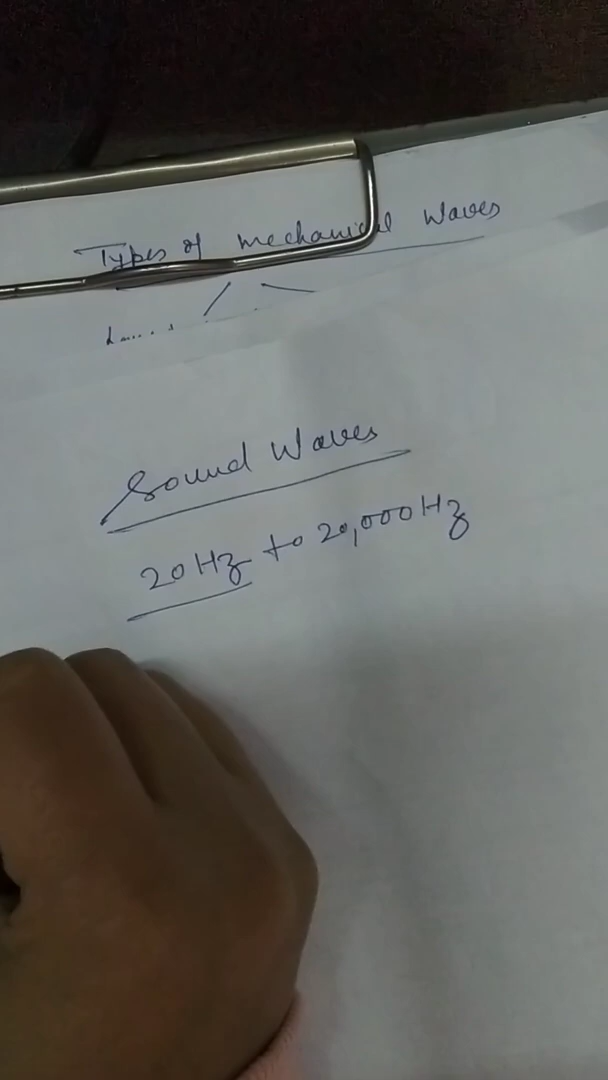 Types of mechanical waves
Sound Waves
20 Hz to 20,000 Hz